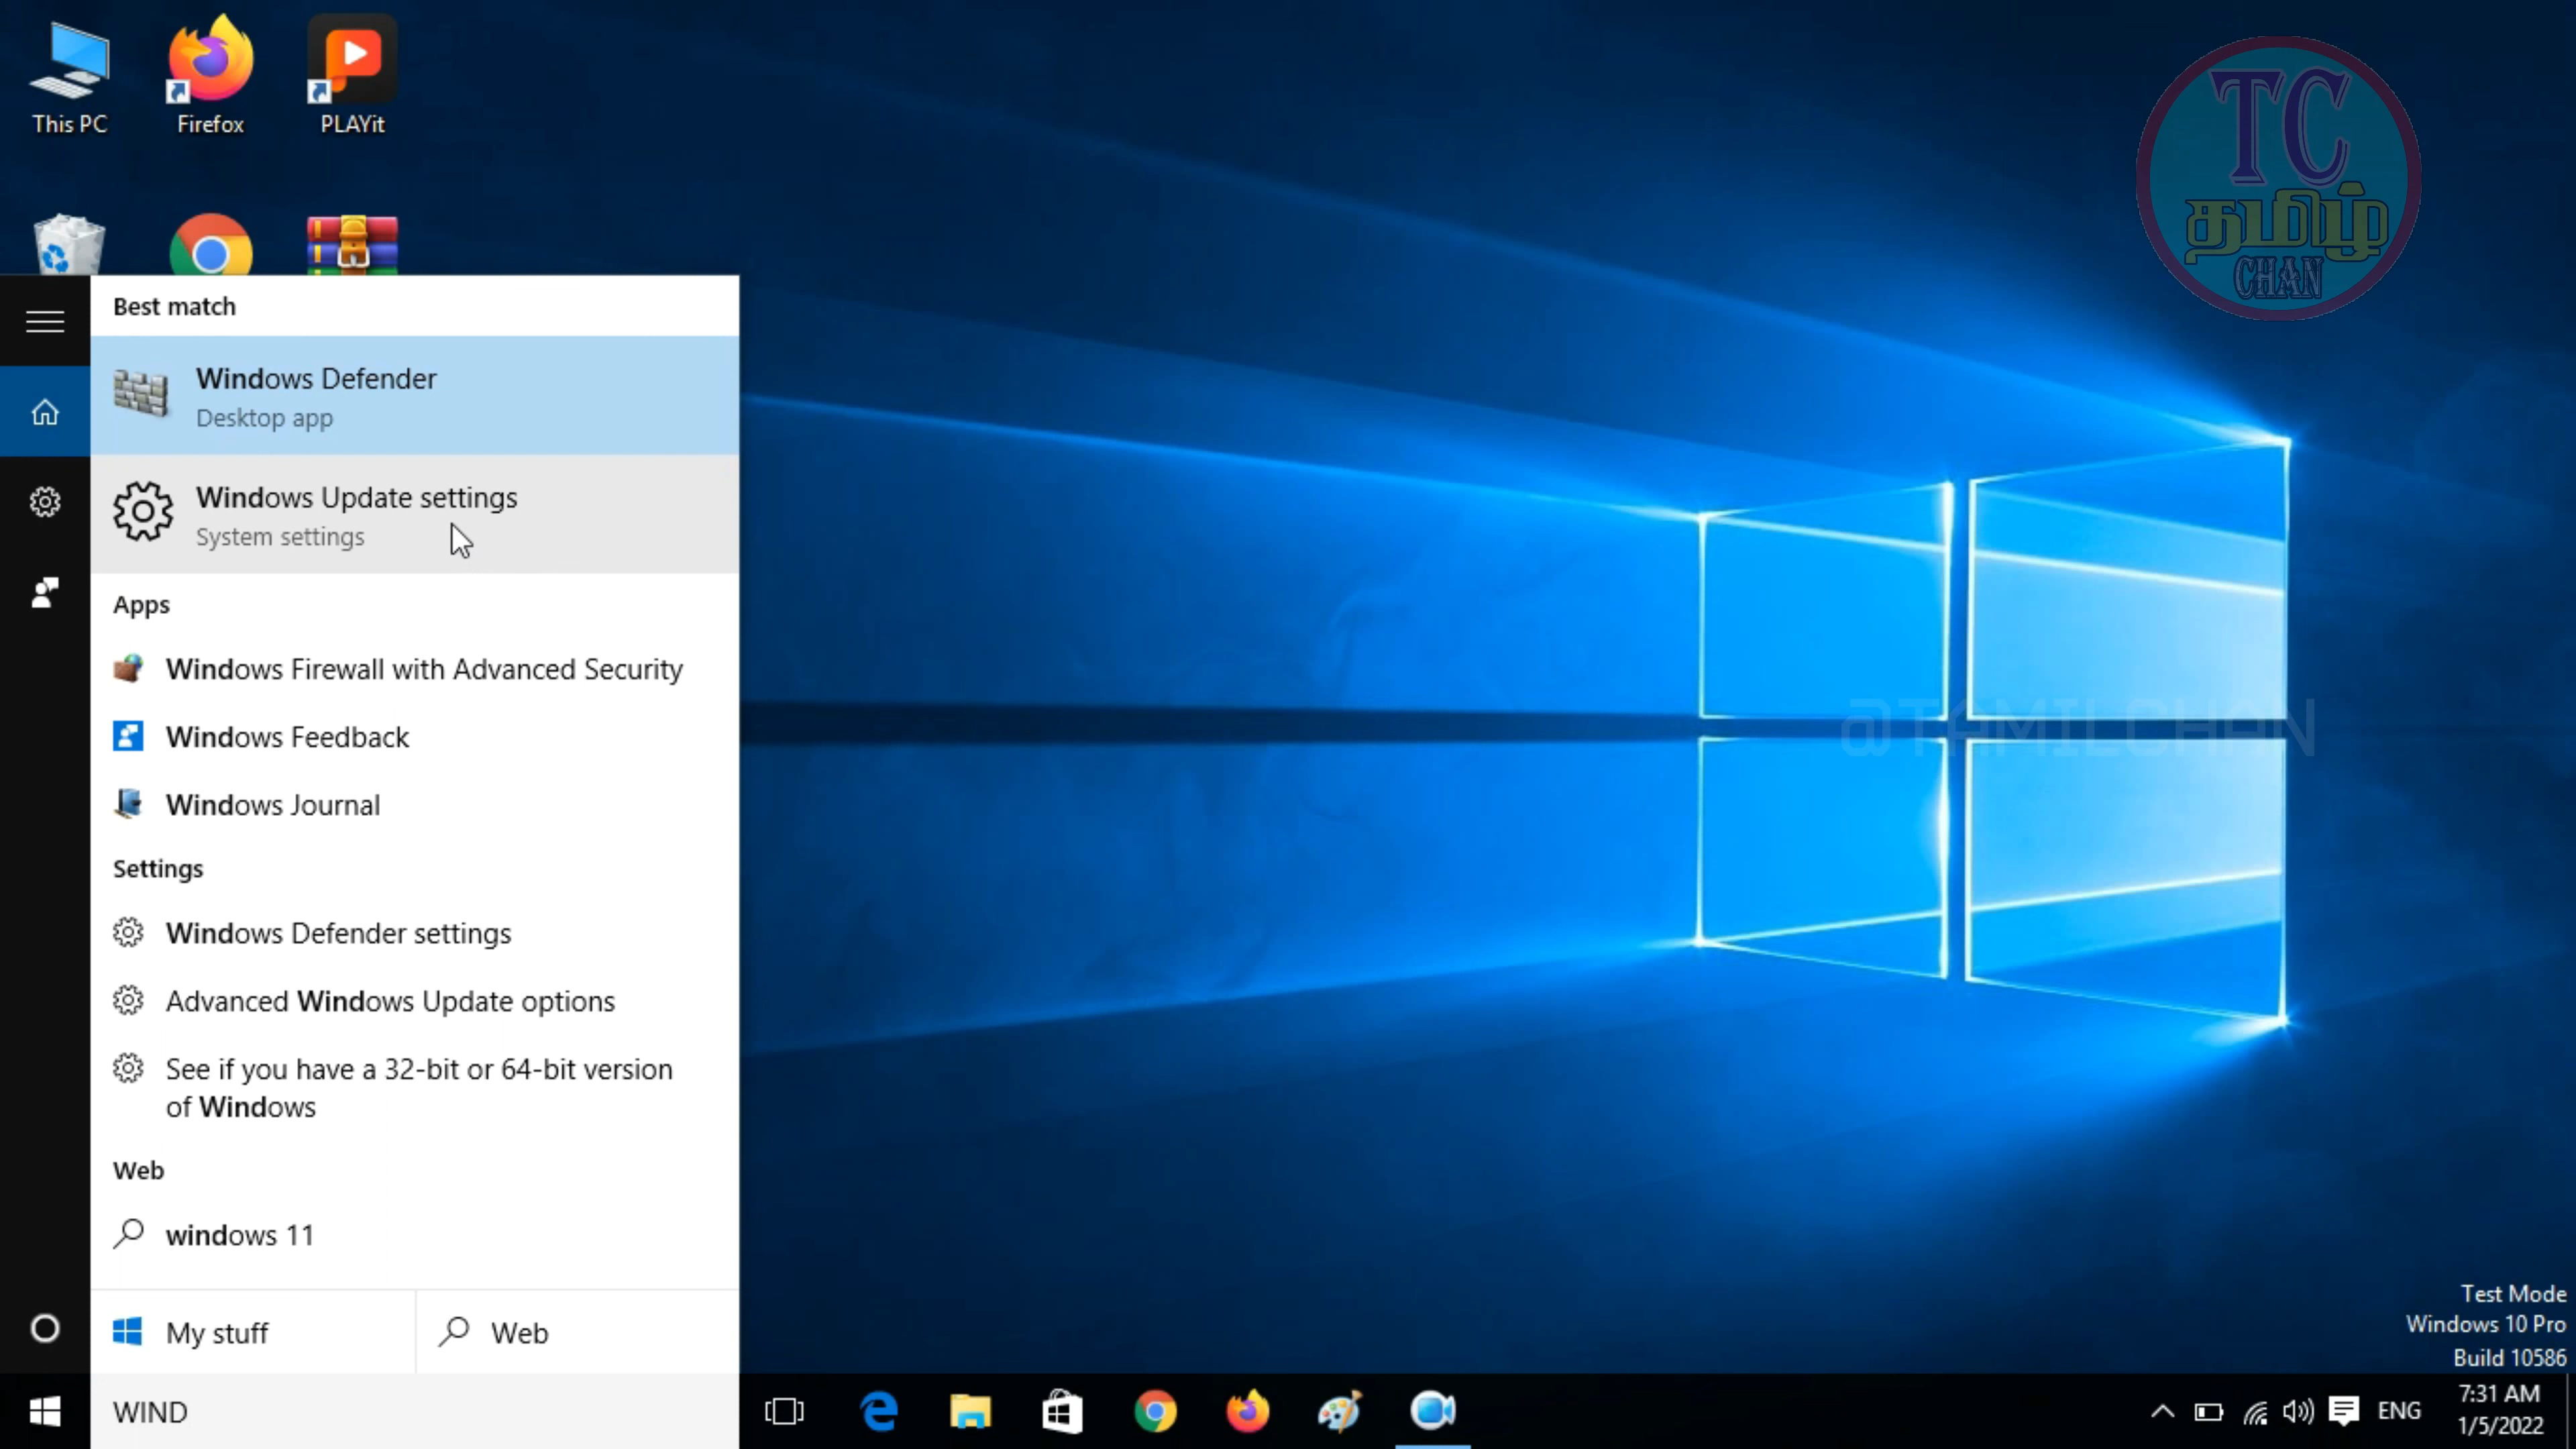 This PC
Firefox
PLAYit
TC
தமிழ்
CHAN
Best match
Windows Defender
Desktop app
Windows Update settings
System settings
Apps
Windows Firewall with Advanced Security
Windows Feedback
Windows Journal
Settings
Windows Defender settings
Advanced Windows Update options
See if you have a 32-bit or 64-bit version
of Windows
Web
windows 11
My stuff
Web
WIND
@TAMILCHAN
Test Mode
Windows 10 Pro
Build 10586
ENG
7:31 AM
1/5/2022